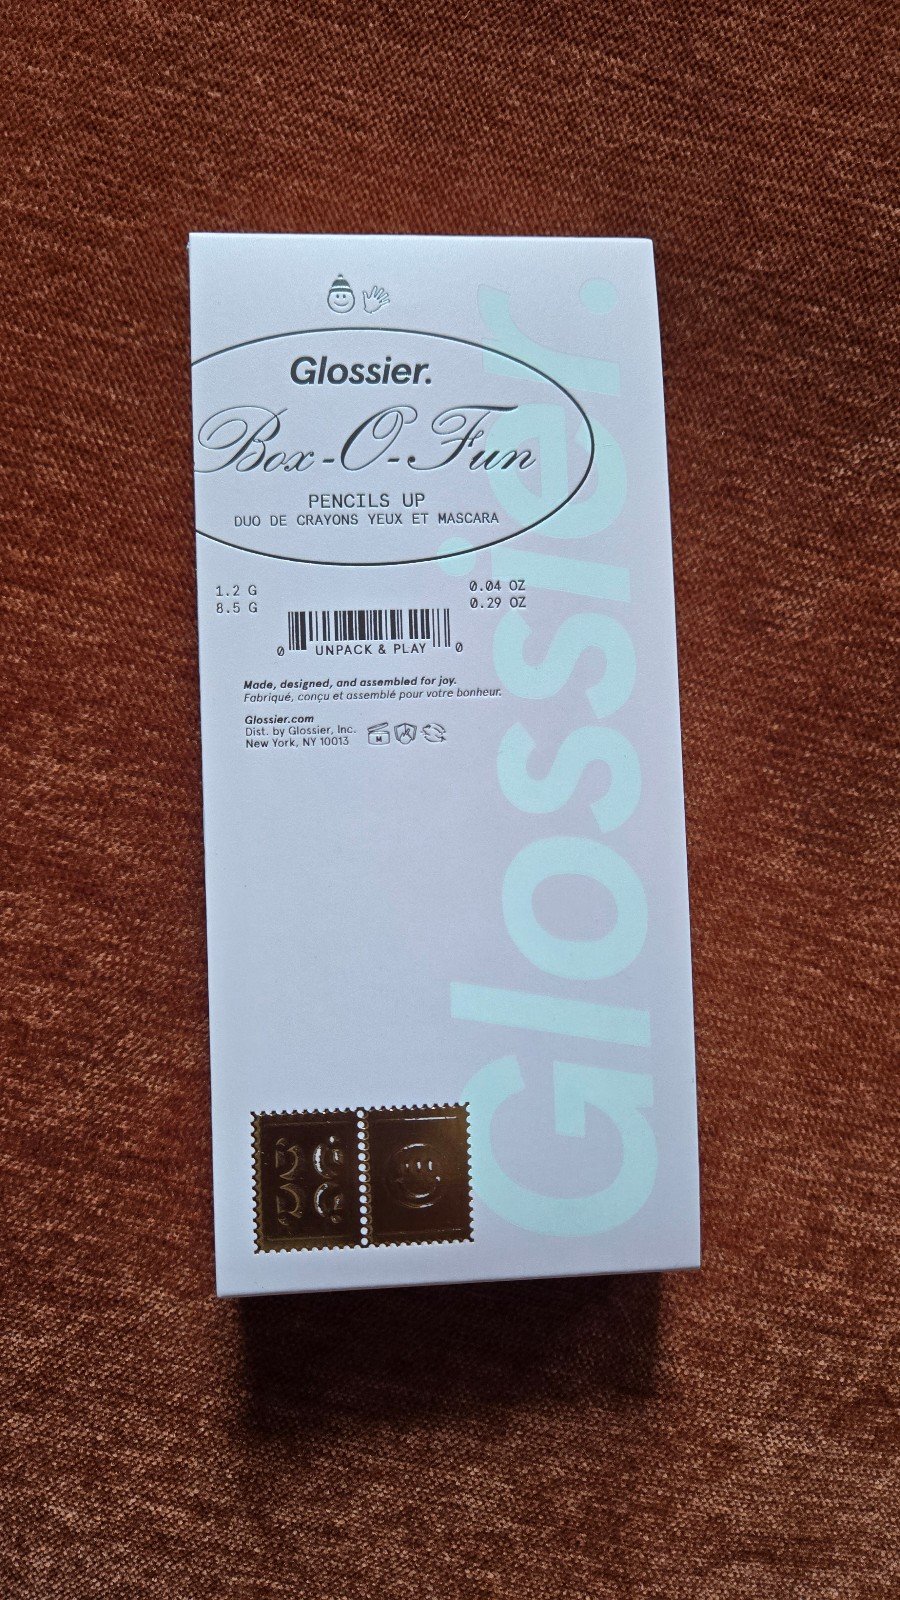 Glossier.
Box-O-Fun
PENCILS UP
DUO DE CRAYONS YEUX ET MASCARA
1.2 G 0.04 OZ
8.5 G 0.29 OZ
0 UNPACK & PLAY 0
Made, designed, and assembled for joy.
Fabriqué, conçu et assemblé pour votre bonheur.
Glossier.com
Dist. by Glossier, Inc.
New York, NY 10013
M
Glossier.